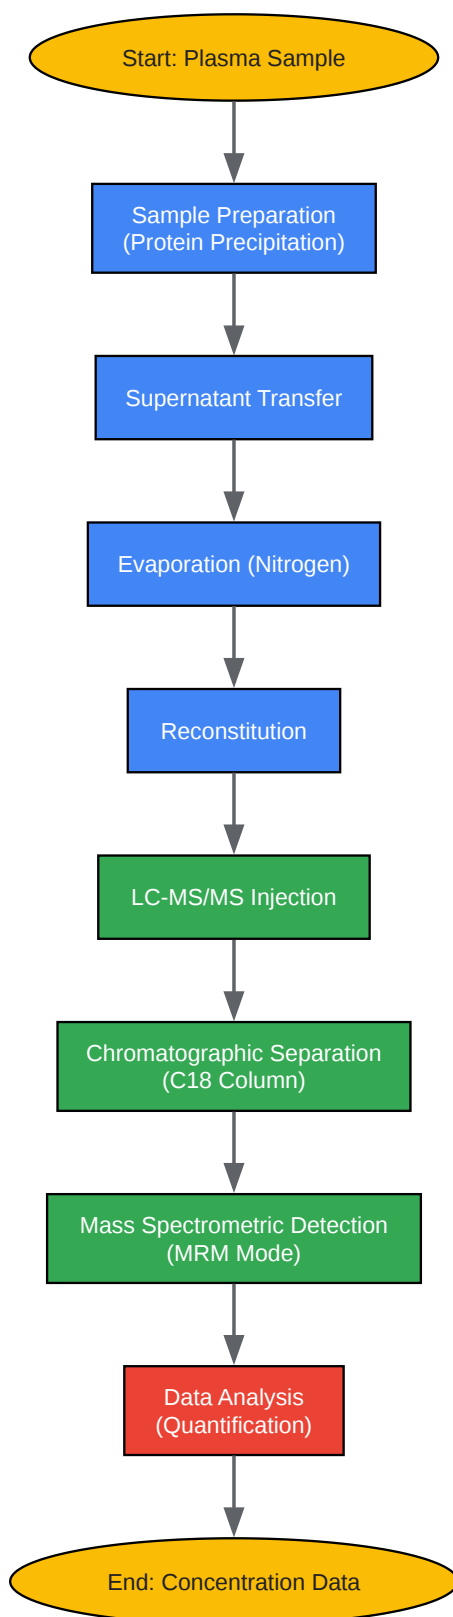 Start: Plasma Sample
Sample Preparation
(Protein Precipitation)
Supernatant Transfer
Evaporation (Nitrogen)
Reconstitution
LC-MS/MS Injection
Chromatographic Separation
(C18 Column)
Mass Spectrometric Detection
(MRM Mode)
Data Analysis
(Quantification)
End: Concentration Data